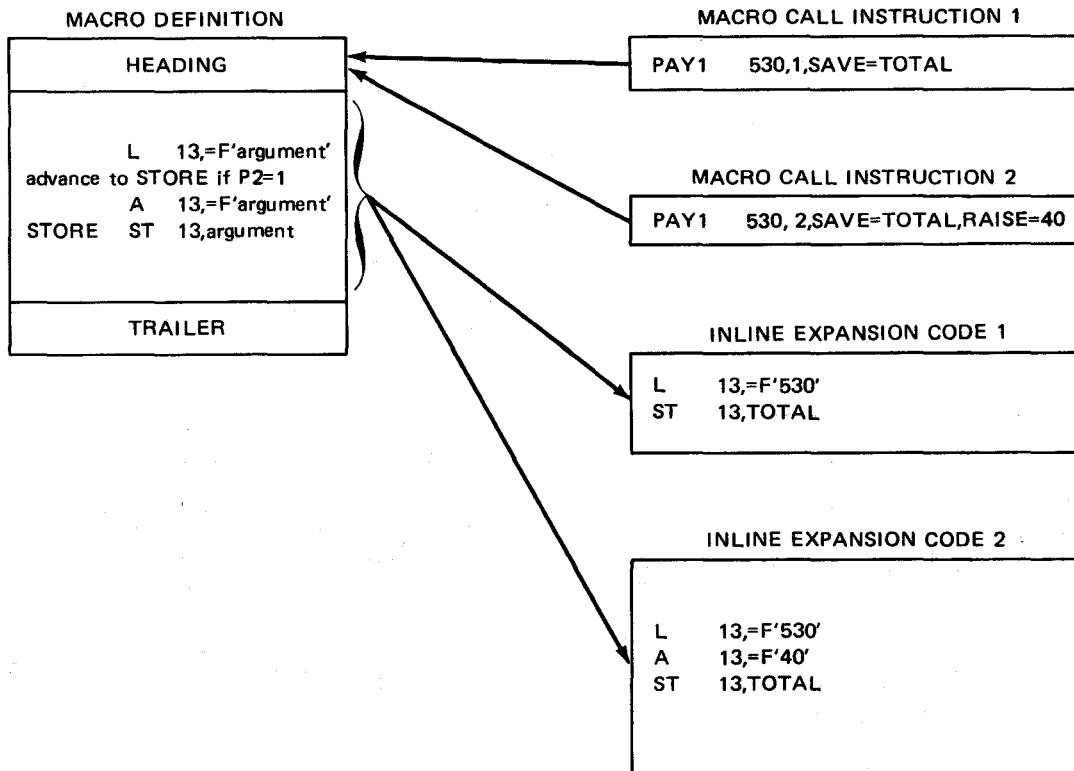 MACRO DEFINITION
HEADING
L 13,=F'argument'
advance to STORE if P2=1
A 13,=F'argument'
STORE ST 13,argument
TRAILER
MACRO CALL INSTRUCTION 1
PAY1 530,1,SAVE=TOTAL
MACRO CALL INSTRUCTION 2
PAY1 530, 2,SAVE=TOTAL,RAISE=40
INLINE EXPANSION CODE 1
L 13,=F'530'
ST 13,TOTAL
INLINE EXPANSION CODE 2
L 13,=F'530'
A 13,=F'40'
ST 13,TOTAL